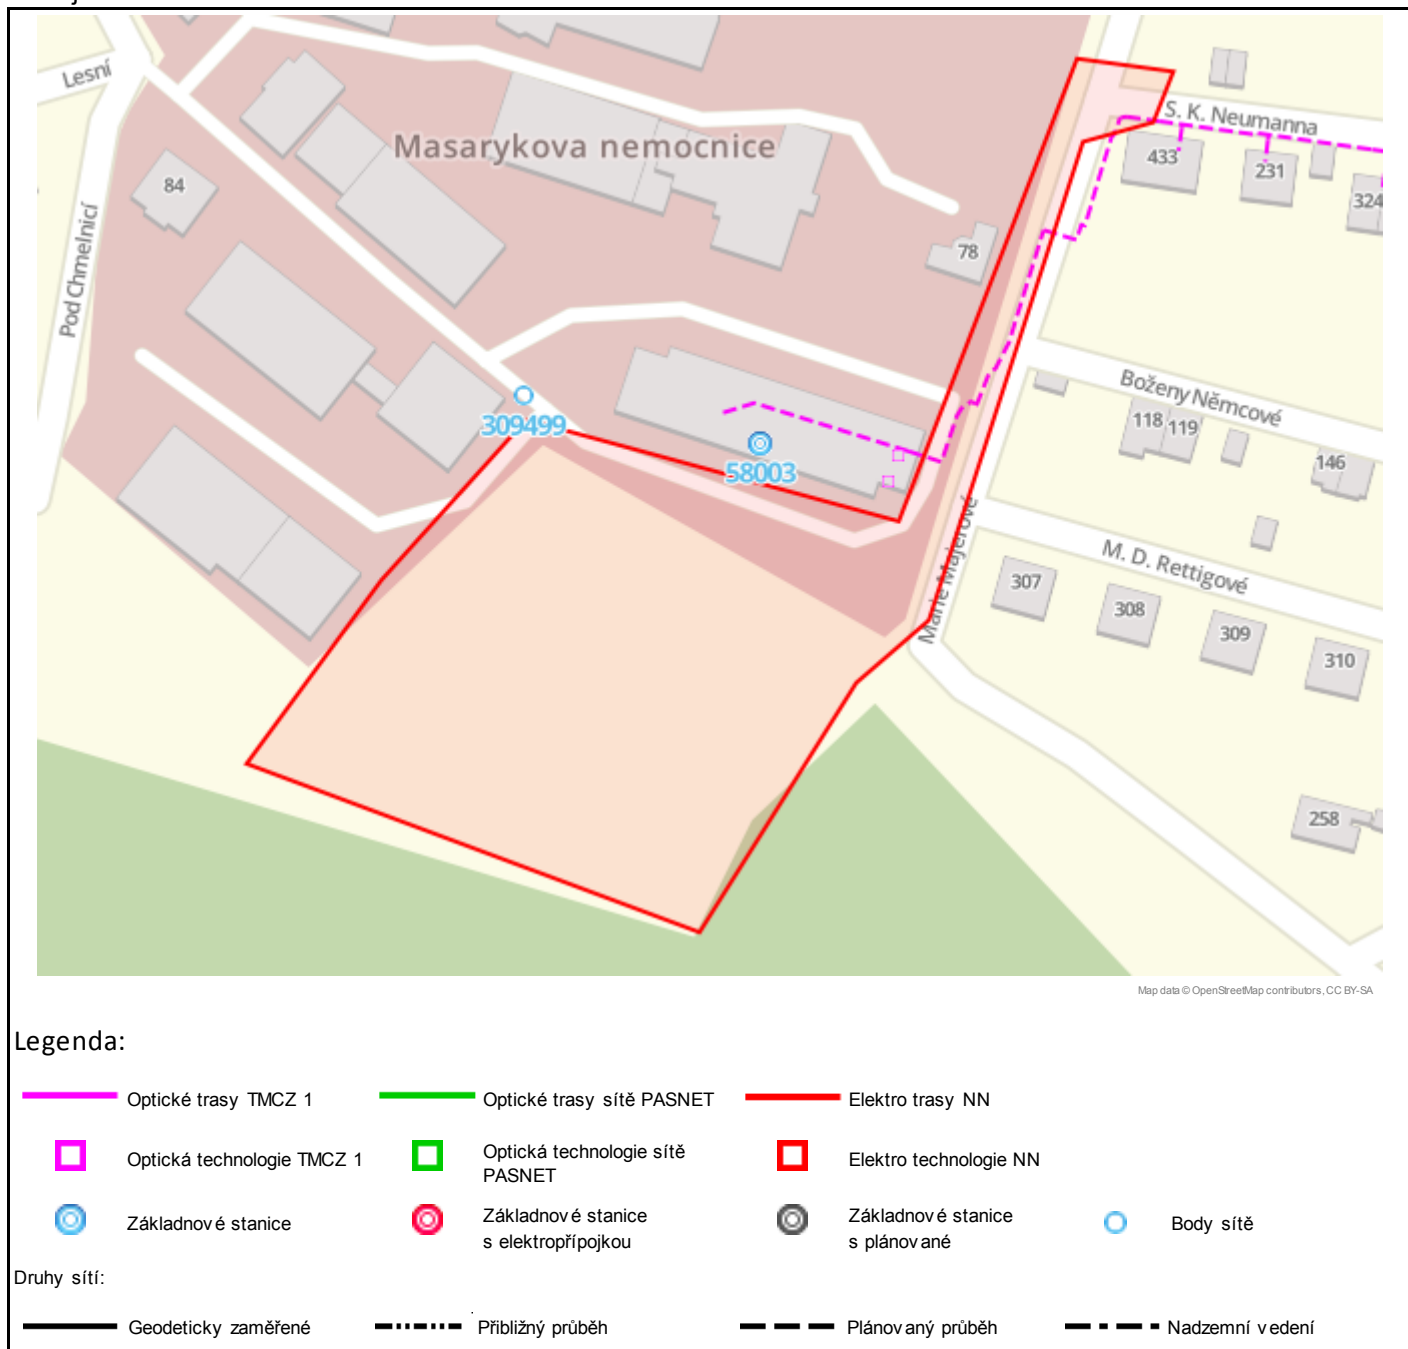 Lesní
S. K. Neumanna
Masarykova nemocnice
433
231
324
84
78
Pod Chmelnicí
Boženy Němcové
118
119
146
309499
58003
Marie Majerové
M. D. Rettigové
307
308
309
310
258
Map data © OpenStreetMap contributors, CC BY-SA
Legenda:
Optické trasy TMCZ 1
Optické trasy sítě PASNET
Elektro trasy NN
Optická technologie TMCZ 1
Optická technologie sítě
PASNET
Elektro technologie NN
Základnové stanice
Základnové stanice
s elektropřípojkou
Základnové stanice
s plánované
Body sítě
Druhy sítí:
Geodeticky zaměřené
Přibližný průběh
Plánovaný průběh
Nadzemní vedení